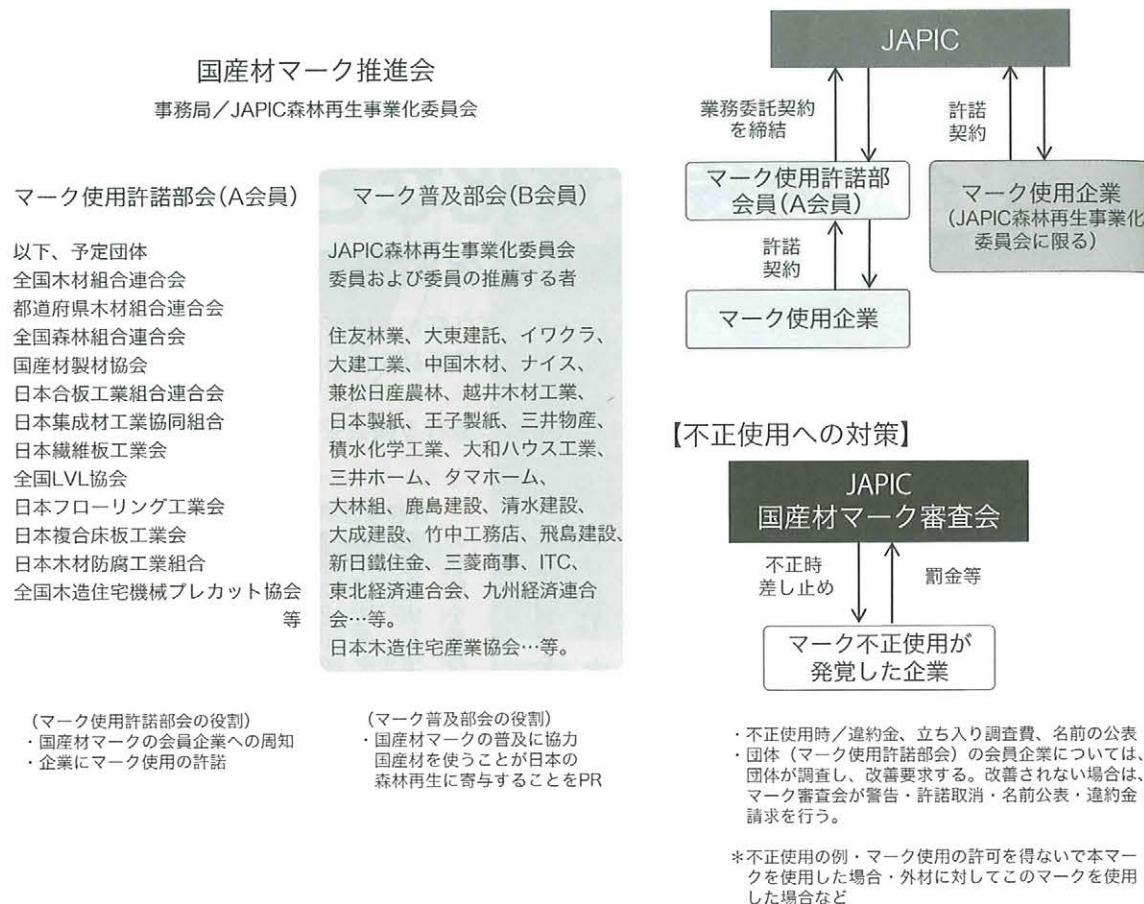 国産材マーク推進会
事務局／JAPIC森林再生事業化委員会
マーク使用許諾部会（A会員）
以下、予定団体
全国木材組合連合会
都道府県木材組合連合会
全国森林組合連合会
国産材製材協会
日本合板工業組合連合会
日本集成材工業協同組合
日本繊維板工業会
全国LVL協会
日本フローリング工業会
日本複合床板工業会
日本木材防腐工業組合
全国木造住宅機械プレカット協会
等
（マーク使用許諾部会の役割）
・国産材マークの会員企業への周知
・企業にマーク使用の許諾
マーク普及部会（B会員）
JAPIC森林再生事業化委員会
委員および委員の推薦する者
住友林業、大東建託、イワクラ、
大建工業、中国木材、ナイス、
兼松日産農林、越井木材工業、
日本製紙、王子製紙、三井物産、
積水化学工業、大和ハウス工業、
三井ホーム、タマホーム、
大林組、鹿島建設、清水建設、
大成建設、竹中工務店、飛島建設、
新日鐵住金、三菱商事、ITC、
東北経済連合会、九州経済連合
会…等。
日本木造住宅産業協会…等。
（マーク普及部会の役割）
・国産材マークの普及に協力
国産材を使うことが日本の
森林再生に寄与することをPR
JAPIC
業務委託契約
を締結
許諾
契約
マーク使用許諾部
会員（A会員）
マーク使用企業
（JAPIC森林再生事業化
委員会に限る）
許諾
契約
マーク使用企業
【不正使用への対策】
JAPIC
国産材マーク審査会
不正時
差し止め
罰金等
マーク不正使用が
発覚した企業
・不正使用時／違約金、立ち入り調査費、名前の公表
・団体（マーク使用許諾部会）の会員企業については、
団体が調査し、改善要求する。改善されない場合は、
マーク審査会が警告・許諾取消・名前公表・違約金
請求を行う。
＊不正使用の例・マーク使用の許可を得ないで本マー
クを使用した場合・外材に対してこのマークを使用
した場合など